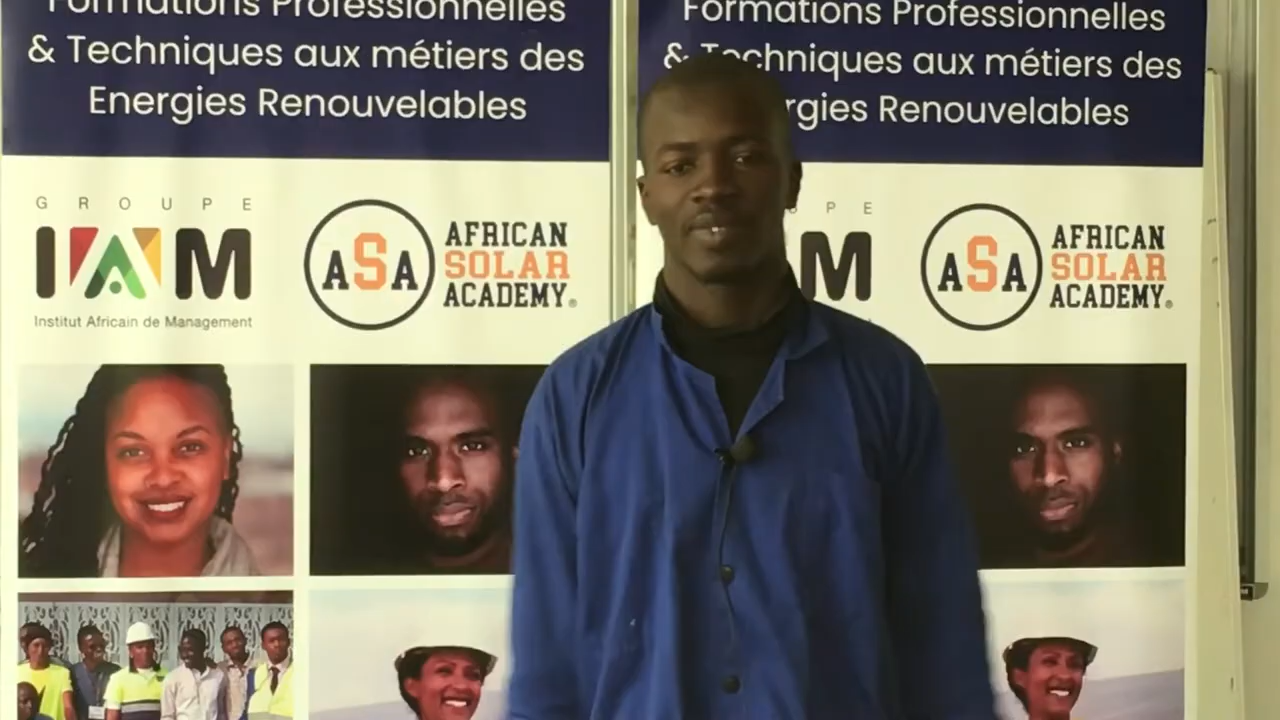 Formations Professionnelles
& Techniques aux métiers des
Energies Renouvelables
GROUPE
IAM
Institut Africain de Management
ASA
AFRICAN
SOLAR
ACADEMY®
Formations Professionnelles
& Techniques aux métiers des
rgies Renouvelables
UPE
M
ASA
AFRICAN
SOLAR
ACADEMY®